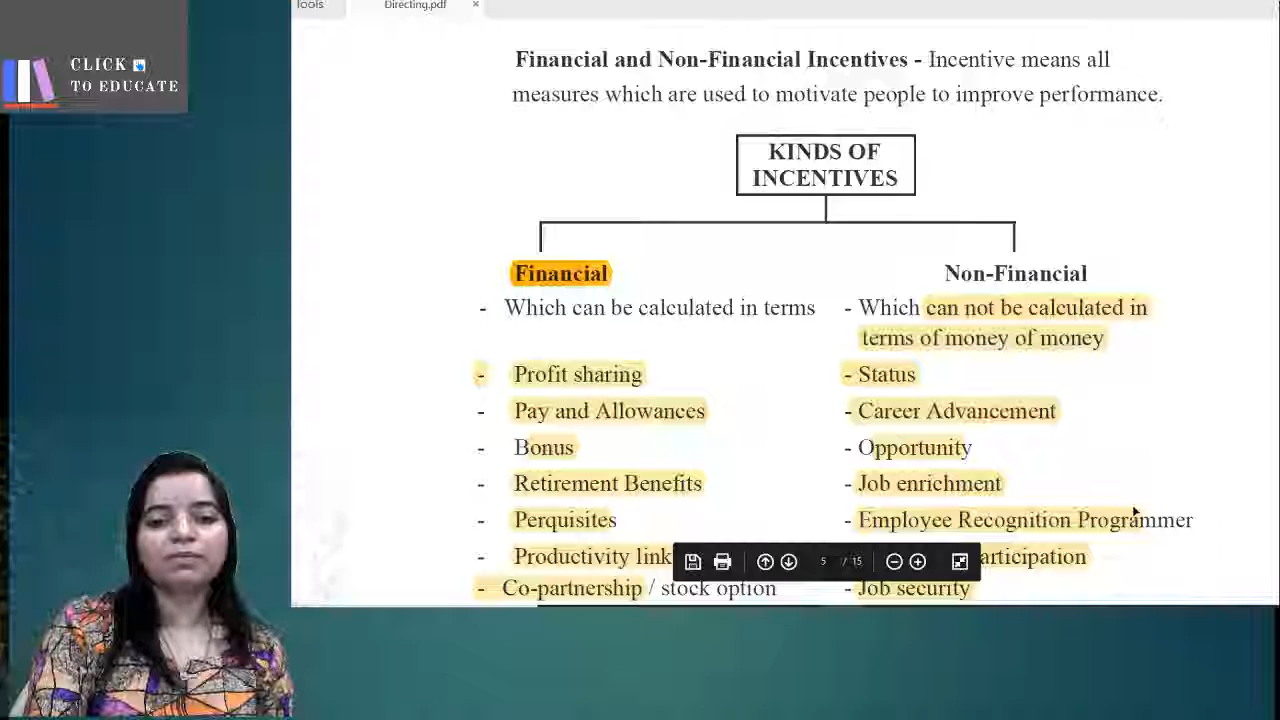 Tools
Directing.pdf ×
CLICK
TO EDUCATE
Financial and Non-Financial Incentives - Incentive means all
measures which are used to motivate people to improve performance.
KINDS OF
INCENTIVES
Financial
- Which can be calculated in terms
- Profit sharing
- Pay and Allowances
- Bonus
- Retirement Benefits
- Perquisites
- Productivity link
- Co-partnership / stock option
Non-Financial
- Which can not be calculated in
terms of money of money
- Status
- Career Advancement
- Opportunity
- Job enrichment
- Employee Recognition Programmer
articipation
- Job security
5 / 15